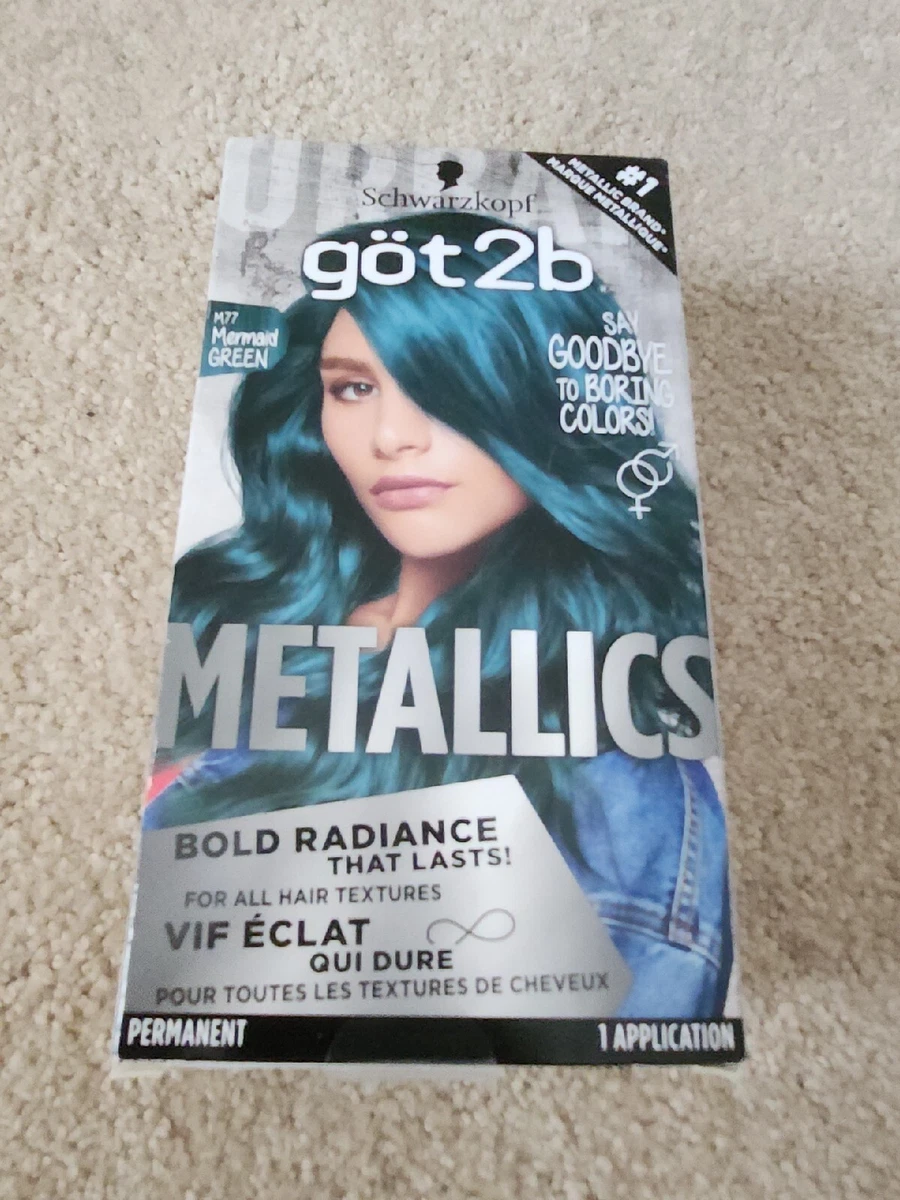 #1
METALLIC BRAND*
MARQUE MÉTALLIQUE*
Schwarzkopf
göt2b
M77
Mermaid
GREEN
SAY
GOODBYE
TO BORING
COLORS!
METALLICS
BOLD RADIANCE
THAT LASTS!
FOR ALL HAIR TEXTURES
VIF ÉCLAT
QUI DURE
POUR TOUTES LES TEXTURES DE CHEVEUX
PERMANENT
1 APPLICATION